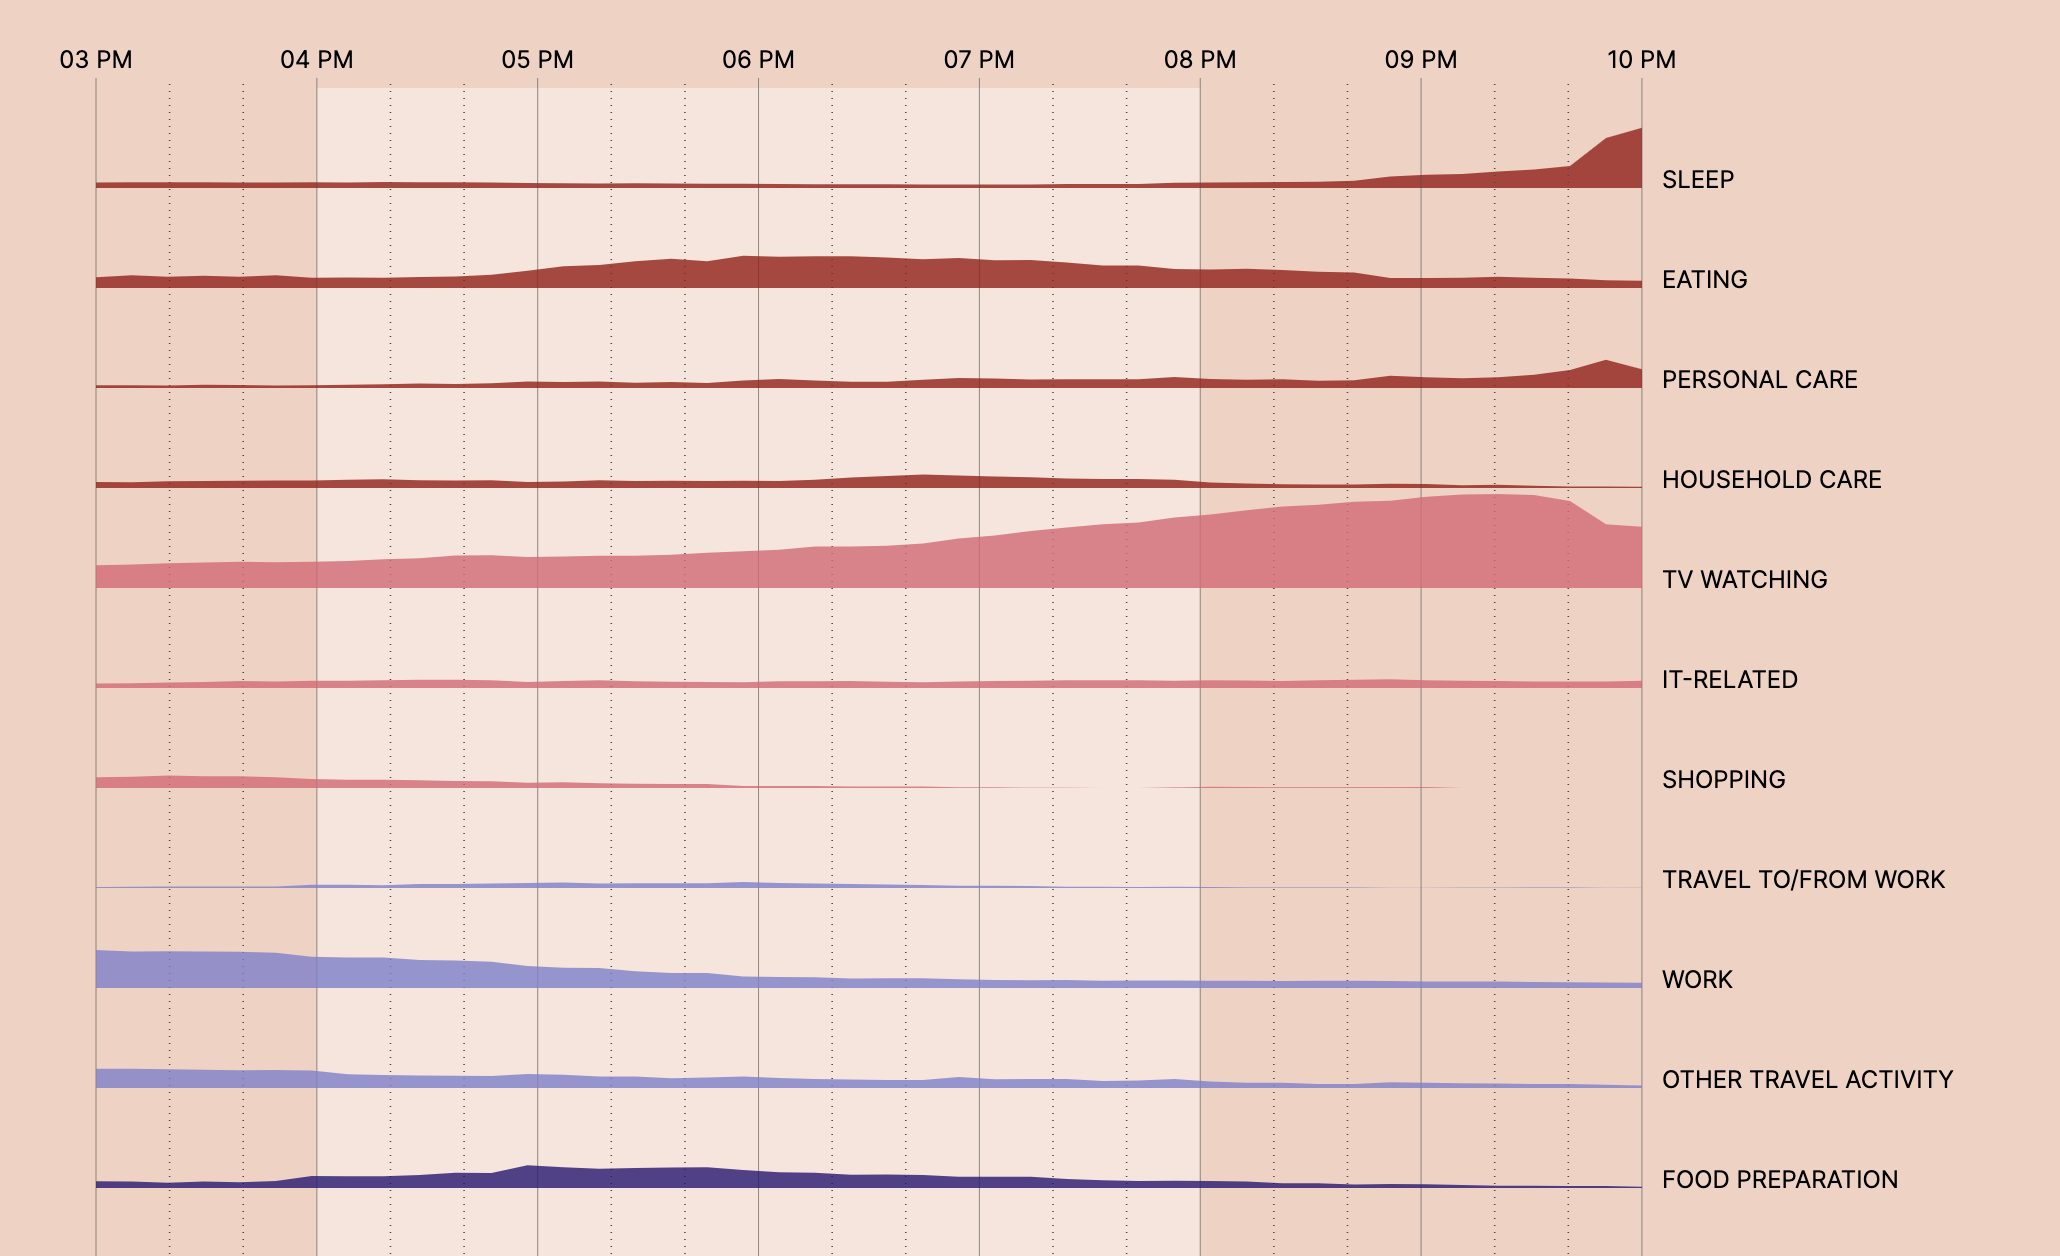 03 PM 04 PM 05 PM 06 PM 07 PM 08 PM 09 PM 10 PM
SLEEP
EATING
PERSONAL CARE
HOUSEHOLD CARE
TV WATCHING
IT-RELATED
SHOPPING
TRAVEL TO/FROM WORK
WORK
OTHER TRAVEL ACTIVITY
FOOD PREPARATION